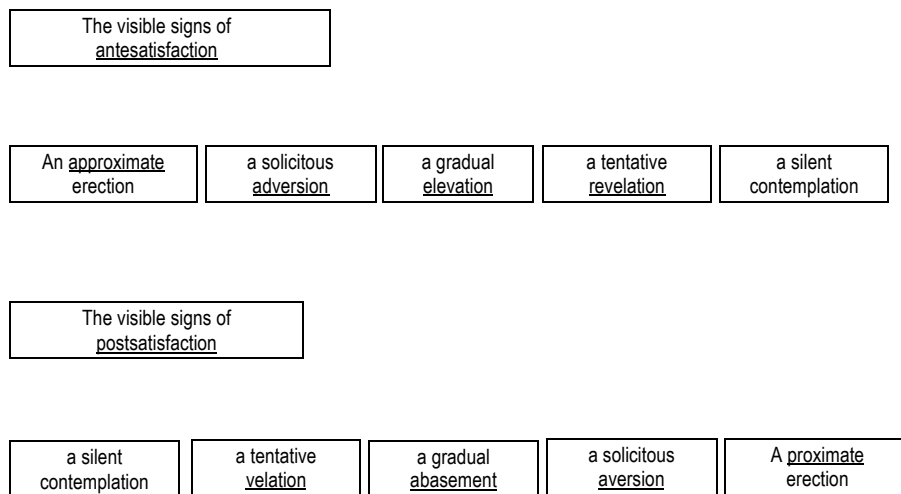 The visible signs of
antesatisfaction
An approximate
erection
a solicitous
adversion
a gradual
elevation
a tentative
revelation
a silent
contemplation
The visible signs of
postsatisfaction
a silent
contemplation
a tentative
velation
a gradual
abasement
a solicitous
aversion
A proximate
erection